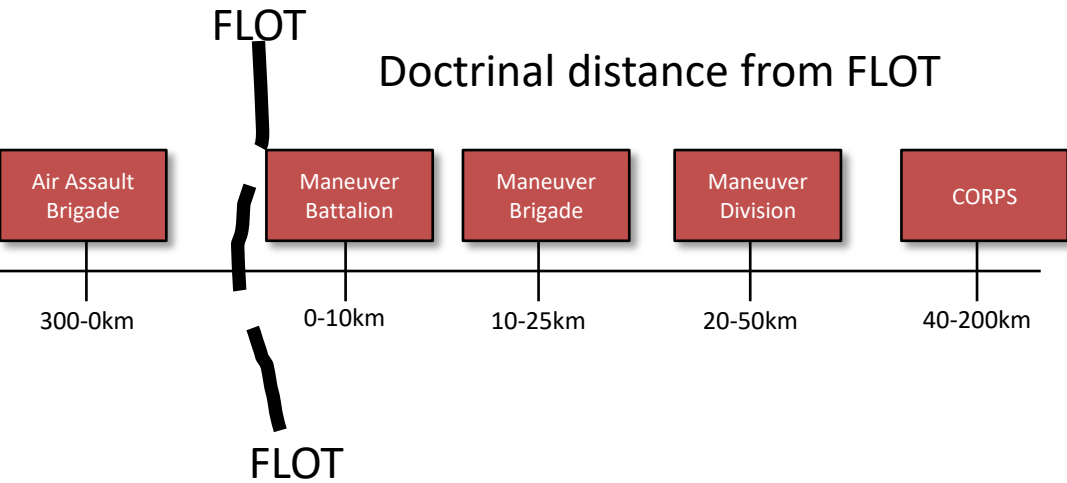 FLOT
Doctrinal distance from FLOT
Air Assault
Brigade
Maneuver
Battalion
Maneuver
Brigade
Maneuver
Division
CORPS
300-0km
0-10km
10-25km
20-50km
40-200km
FLOT